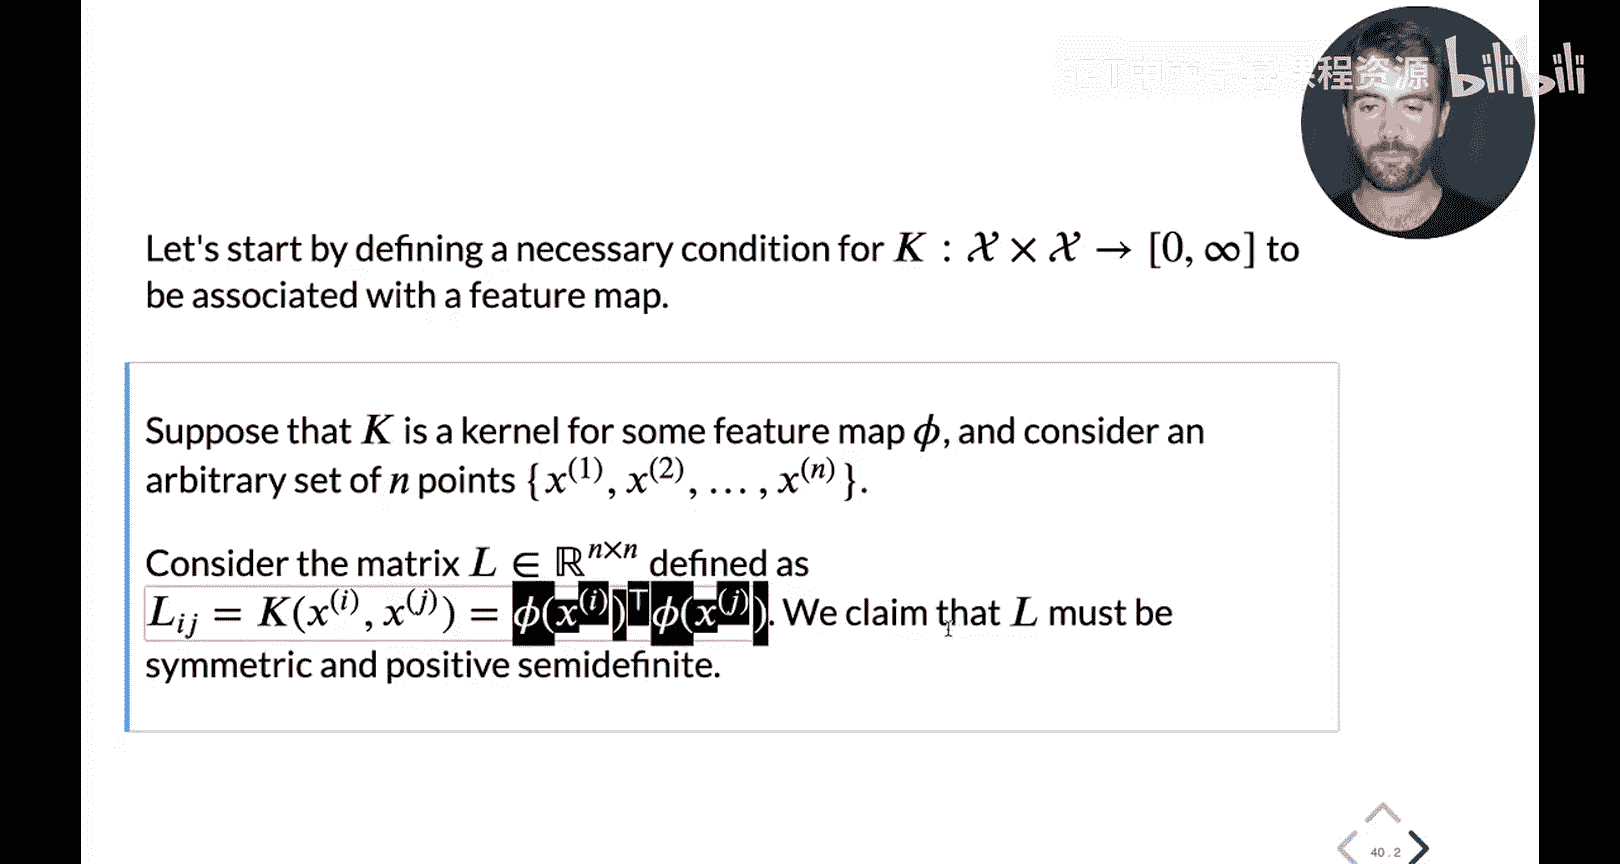 程资源 bilibili
Let's start by defining a necessary condition for K : 𝒳 × 𝒳 → [0, ∞] to
be associated with a feature map.
Suppose that K is a kernel for some feature map ϕ, and consider an
arbitrary set of n points {x⁽¹⁾, x⁽²⁾, …, x⁽ⁿ⁾}.
Consider the matrix L ∈ ℝⁿˣⁿ defined as
Lᵢⱼ = K(x⁽ⁱ⁾, x⁽ʲ⁾) = ϕ(x⁽ⁱ⁾)⊤ϕ(x⁽ʲ⁾). We claim that L must be
symmetric and positive semidefinite.
40.2